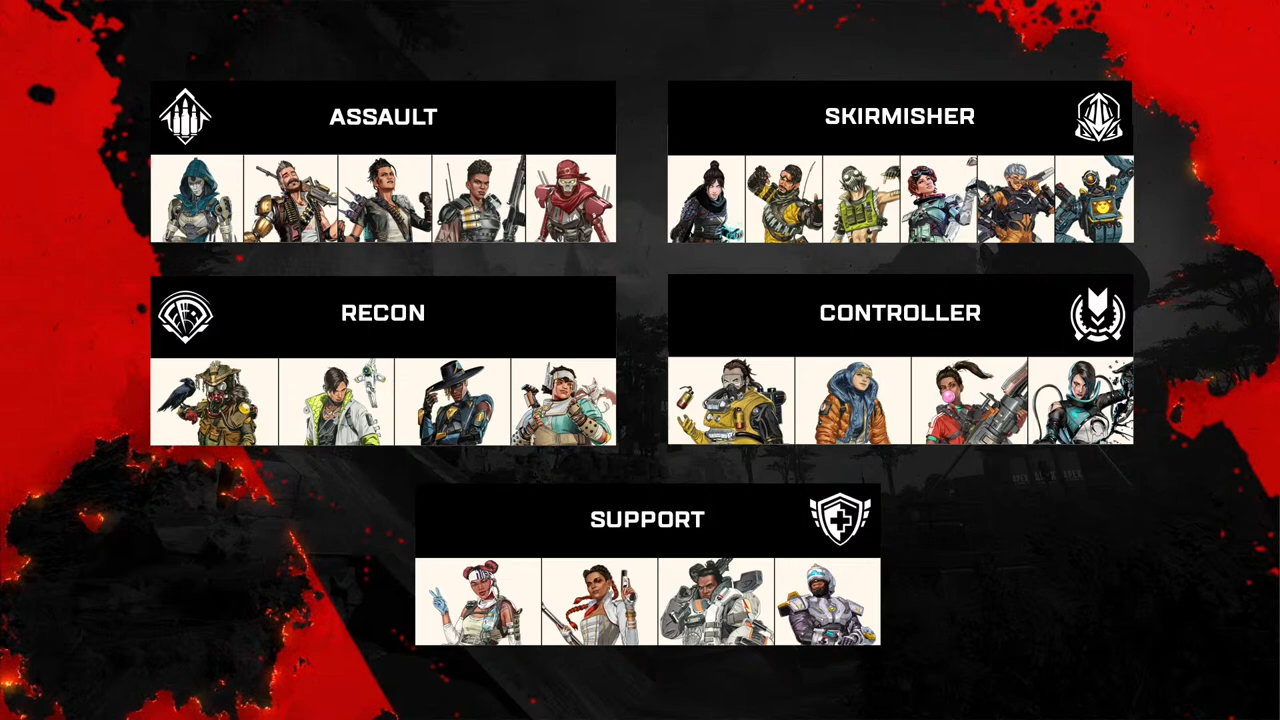 ASSAULT
SKIRMISHER
RECON
CONTROLLER
SUPPORT